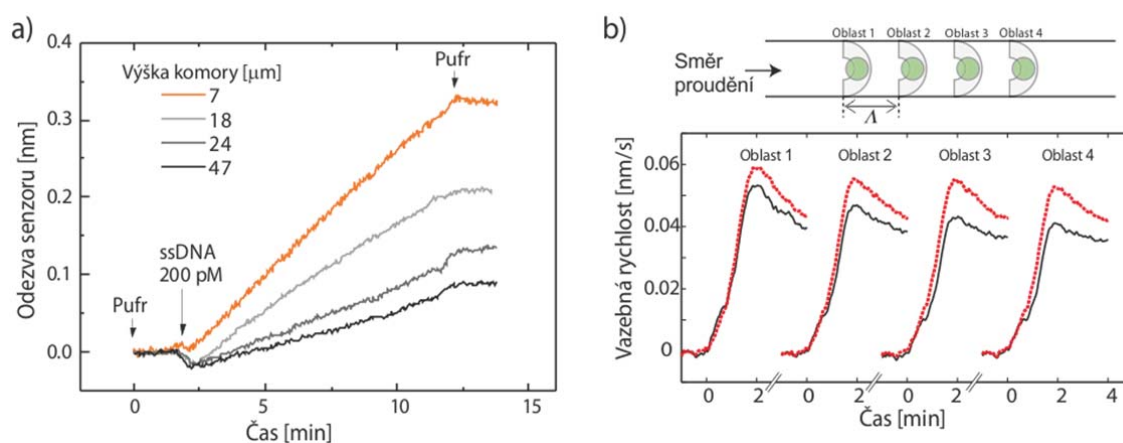 a)
Výška komory [μm]
7
18
24
47
Pufr
ssDNA
200 pM
Pufr
Odezva senzoru [nm]
0.4
0.3
0.2
0.1
0.0
0
5
10
15
Čas [min]
b)
Oblast 1 Oblast 2 Oblast 3 Oblast 4
Směr
proudění
Λ
Oblast 1 Oblast 2 Oblast 3 Oblast 4
Vazebná rychlost [nm/s]
0.06
0.04
0.02
0
0 2 0 2 0 2 0 2 4
Čas [min]